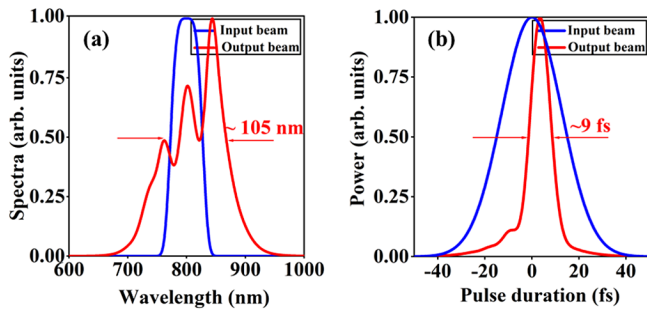 (a)
Input beam
Output beam
~ 105 nm
1.00
0.75
0.50
0.25
0.00
600 700 800 900 1000
Spectra (arb. units)
Wavelength (nm)
(b)
Input beam
Output beam
~9 fs
1.00
0.75
0.50
0.25
0.00
-40 -20 0 20 40
Power (arb. units)
Pulse duration (fs)